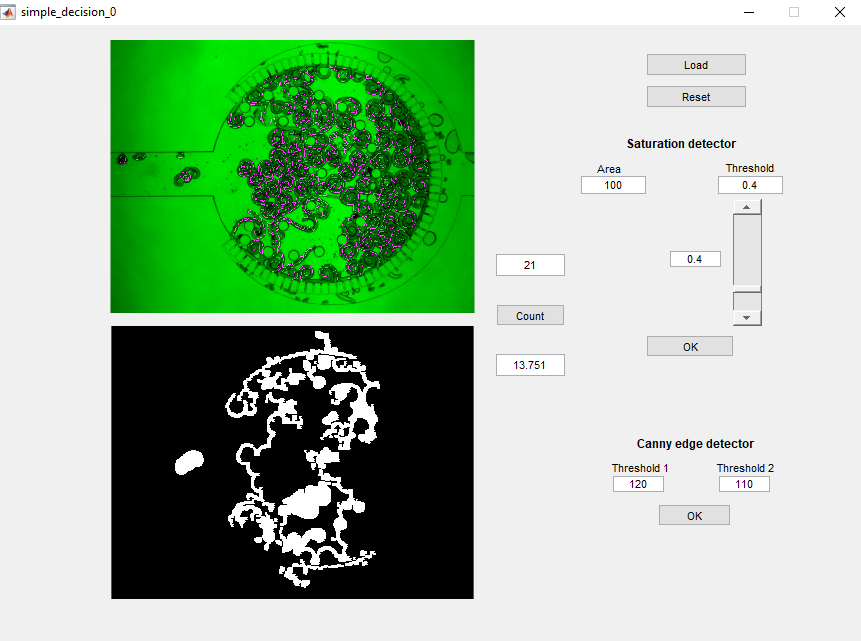 simple_decision_0
Load
Reset
Saturation detector
Area
Threshold
100
0.4
0.4
21
Count
OK
13.751
Canny edge detector
Threshold 1
Threshold 2
120
110
OK